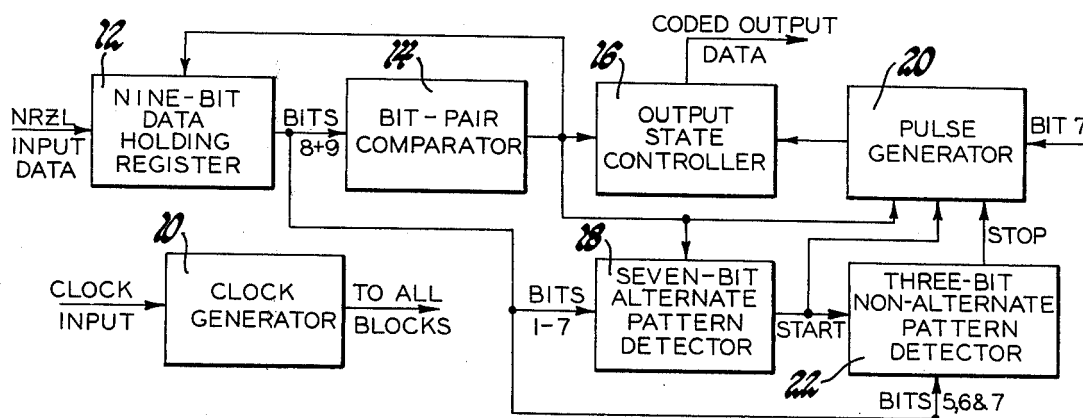 12
NRZL
INPUT
DATA
NINE-BIT
DATA
HOLDING
REGISTER
BITS
8+9
14
BIT-PAIR
COMPARATOR
CODED OUTPUT
DATA
16
OUTPUT
STATE
CONTROLLER
20
PULSE
GENERATOR
BIT 7
10
CLOCK
INPUT
CLOCK
GENERATOR
TO ALL
BLOCKS
BITS
1-7
18
SEVEN-BIT
ALTERNATE
PATTERN
DETECTOR
START
STOP
THREE-BIT
NON-ALTERNATE
PATTERN
DETECTOR
22
BITS 5,6&7